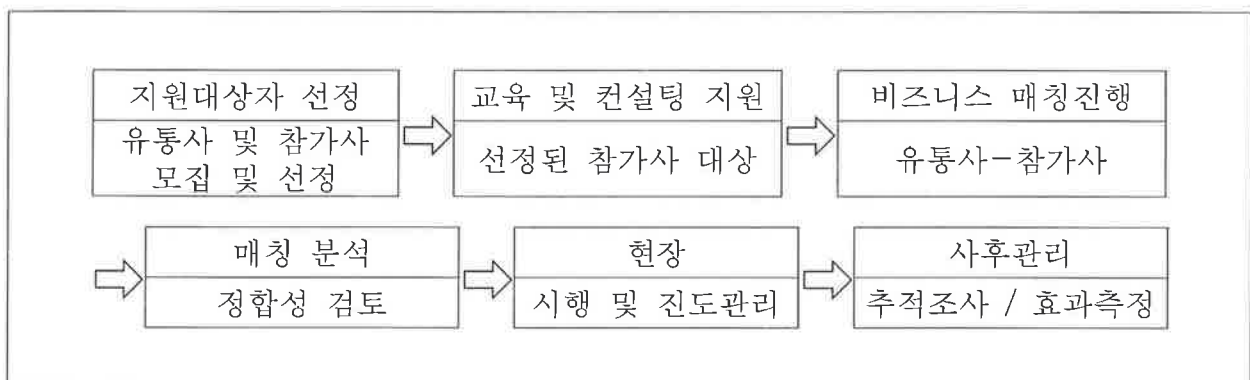 지원대상자 선정
유통사 및 참가사
모집 및 선정
교육 및 컨설팅 지원
선정된 참가사 대상
비즈니스 매칭진행
유통사-참가사
매칭 분석
정합성 검토
현장
시행 및 진도관리
사후관리
추적조사 / 효과측정